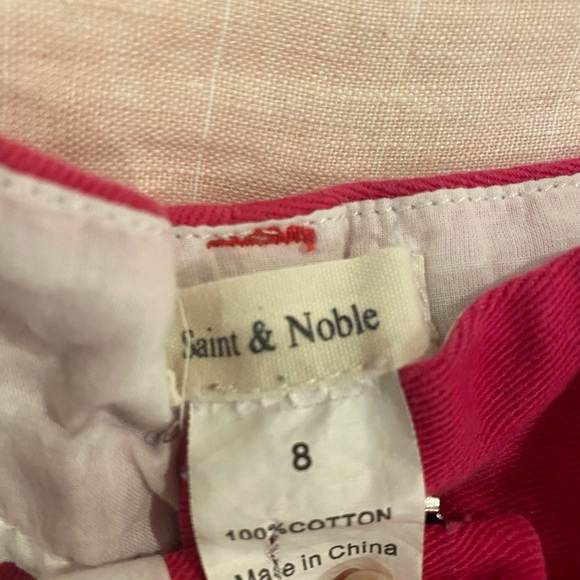 Saint & Noble
8
100%COTTON
Made in China